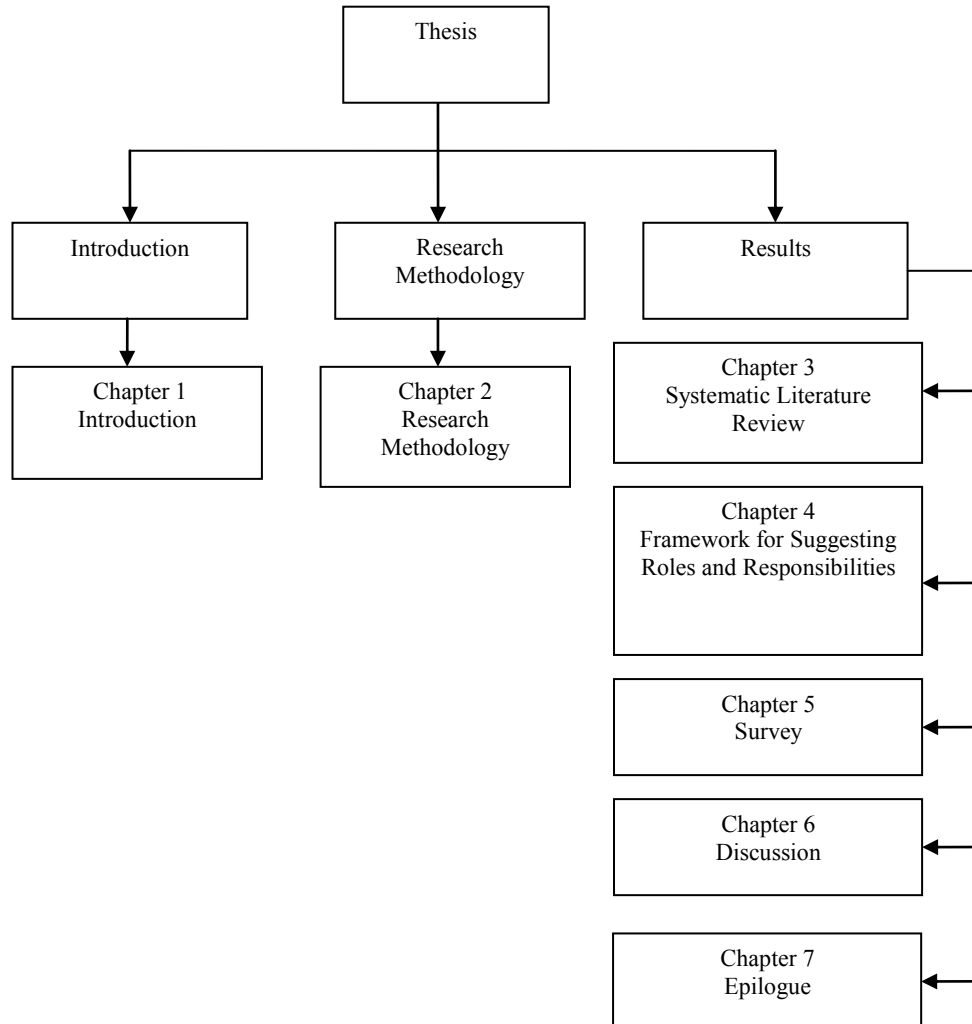 Thesis
Introduction
Research
Methodology
Results
Chapter 1
Introduction
Chapter 2
Research
Methodology
Chapter 3
Systematic Literature
Review
Chapter 4
Framework for Suggesting
Roles and Responsibilities
Chapter 5
Survey
Chapter 6
Discussion
Chapter 7
Epilogue